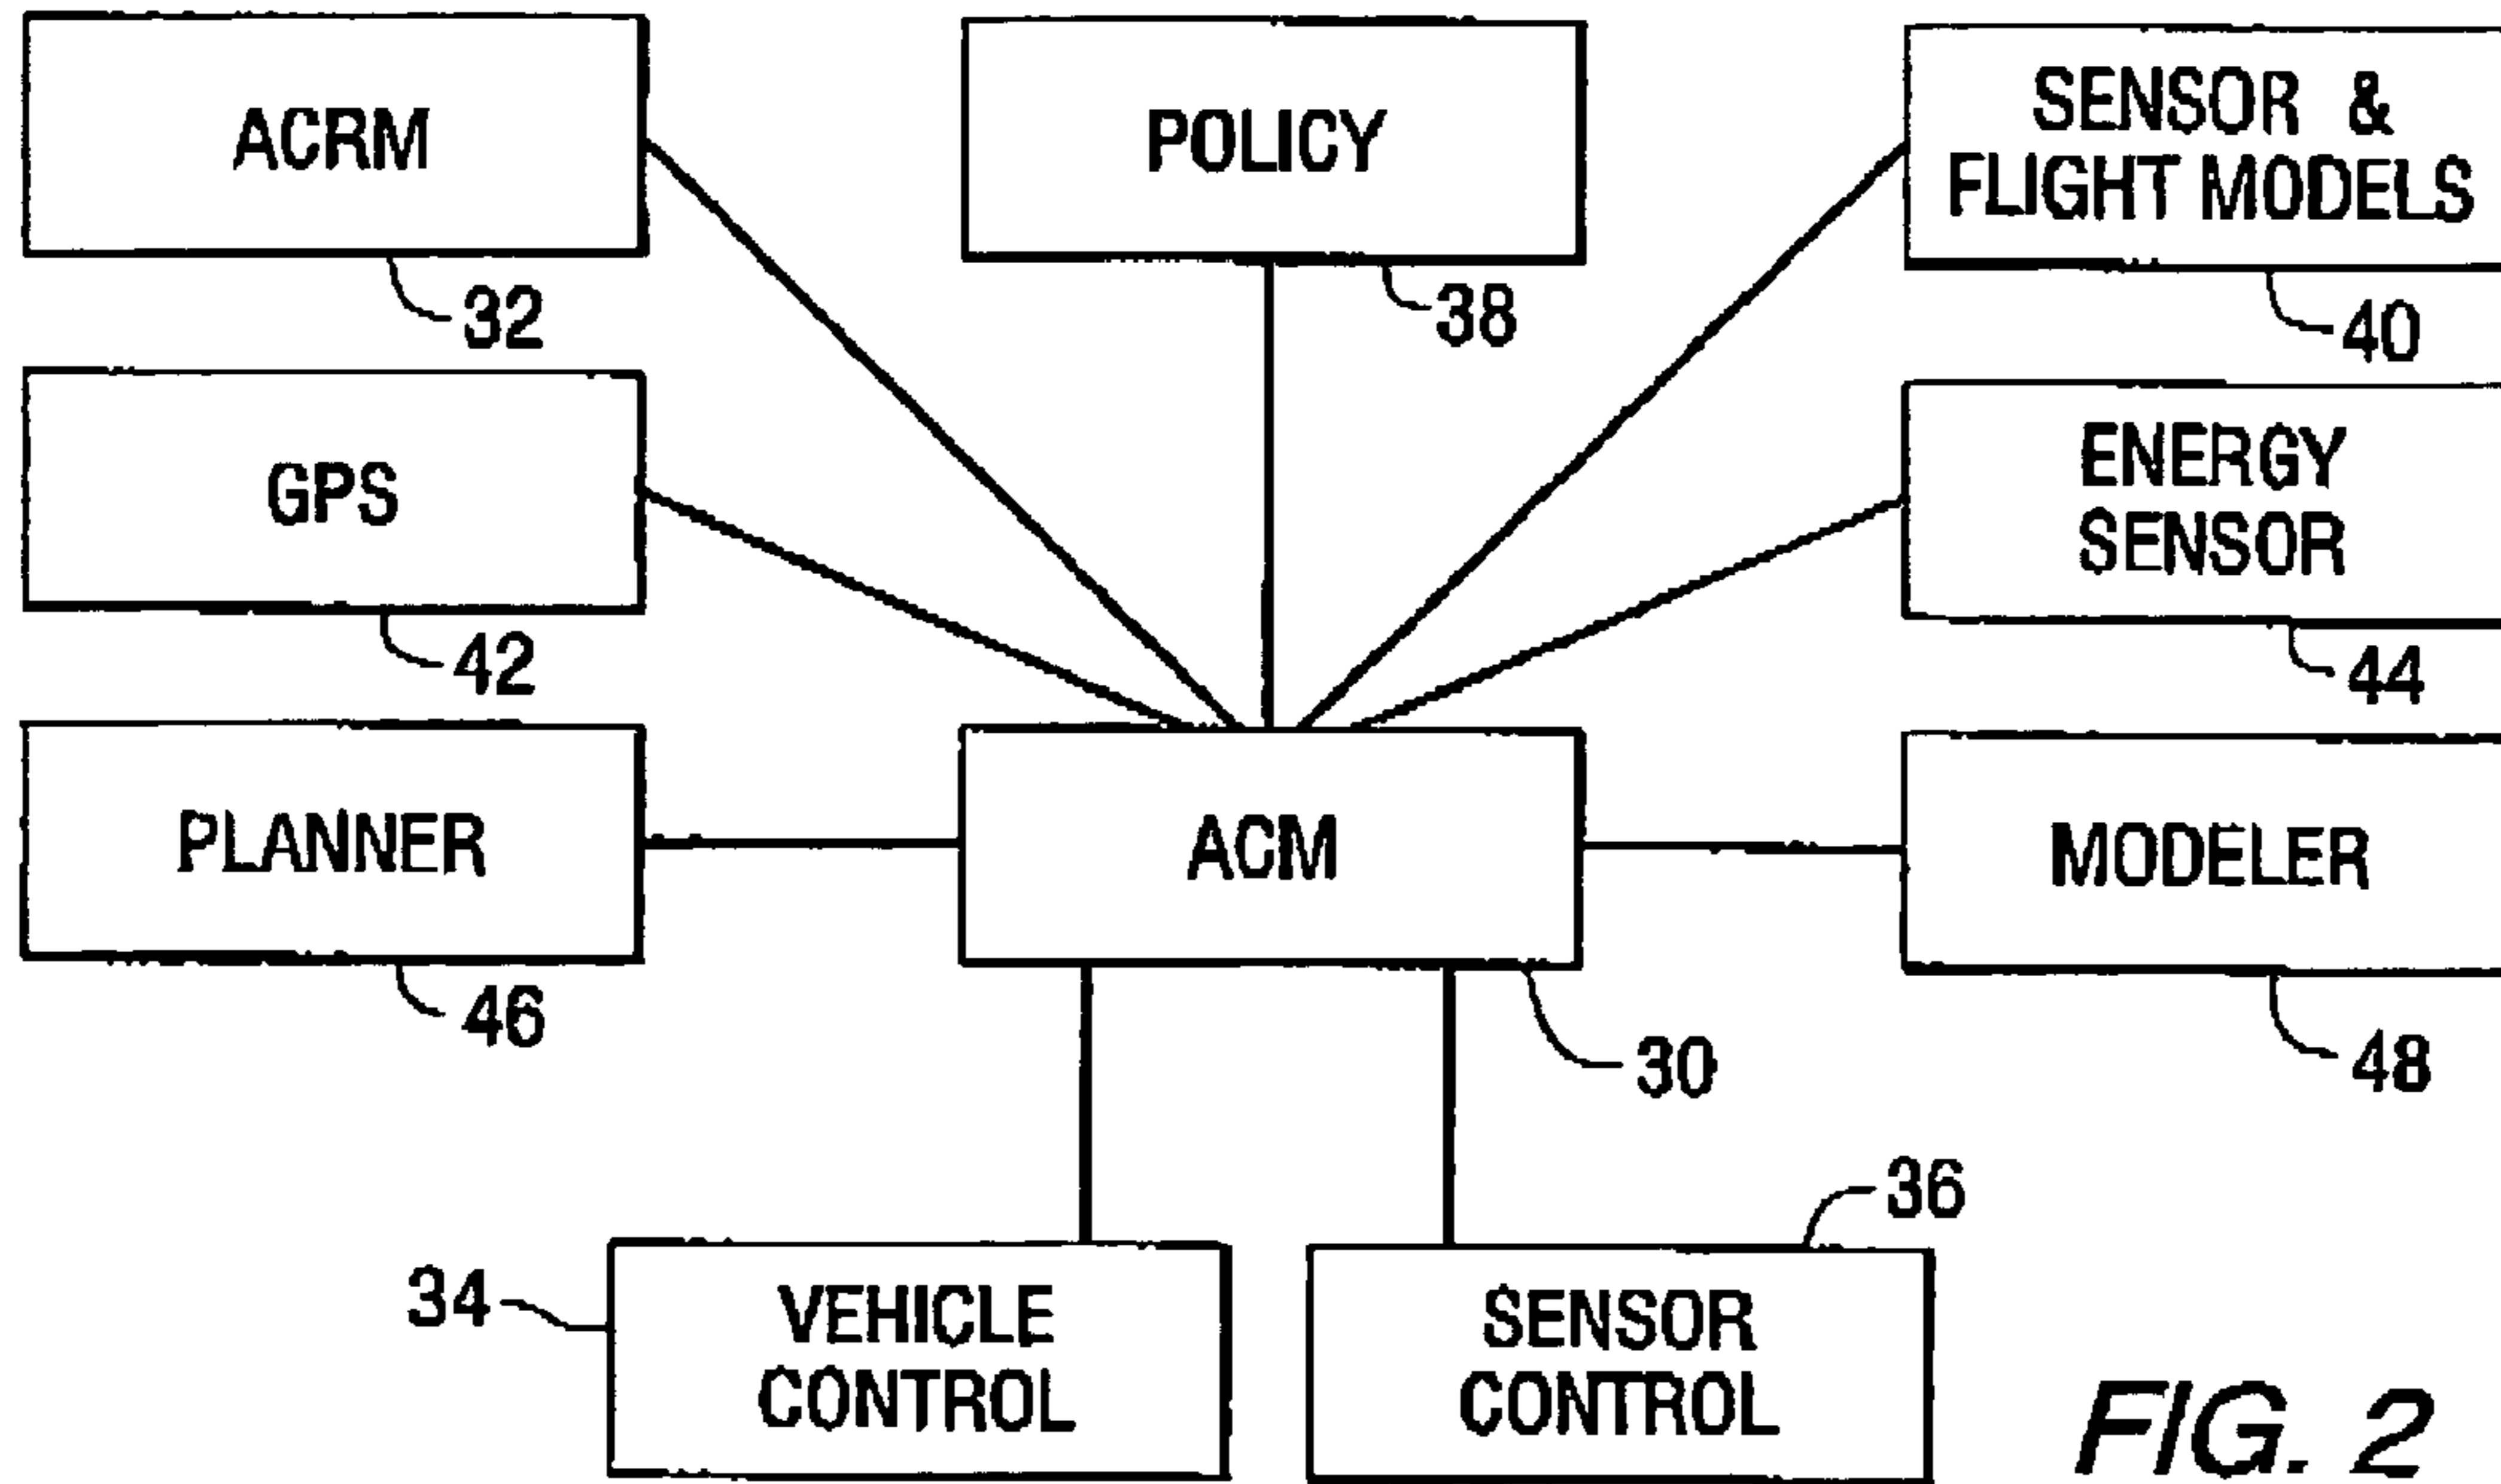 ACRM
32
POLICY
38
SENSOR &
FLIGHT MODELS
40
GPS
42
ENERGY
SENSOR
44
PLANNER
46
ACM
30
MODELER
48
34
VEHICLE
CONTROL
36
SENSOR
CONTROL
FIG. 2